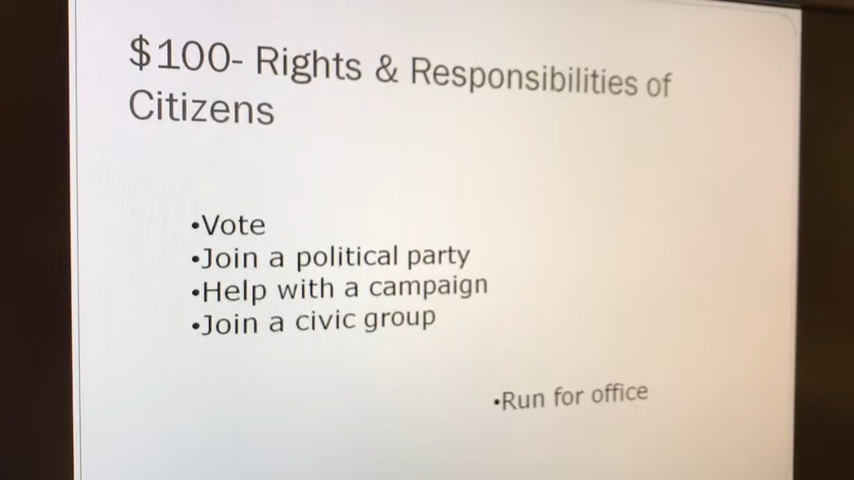 $100- Rights & Responsibilities of
Citizens
•Vote
•Join a political party
•Help with a campaign
•Join a civic group
•Run for office